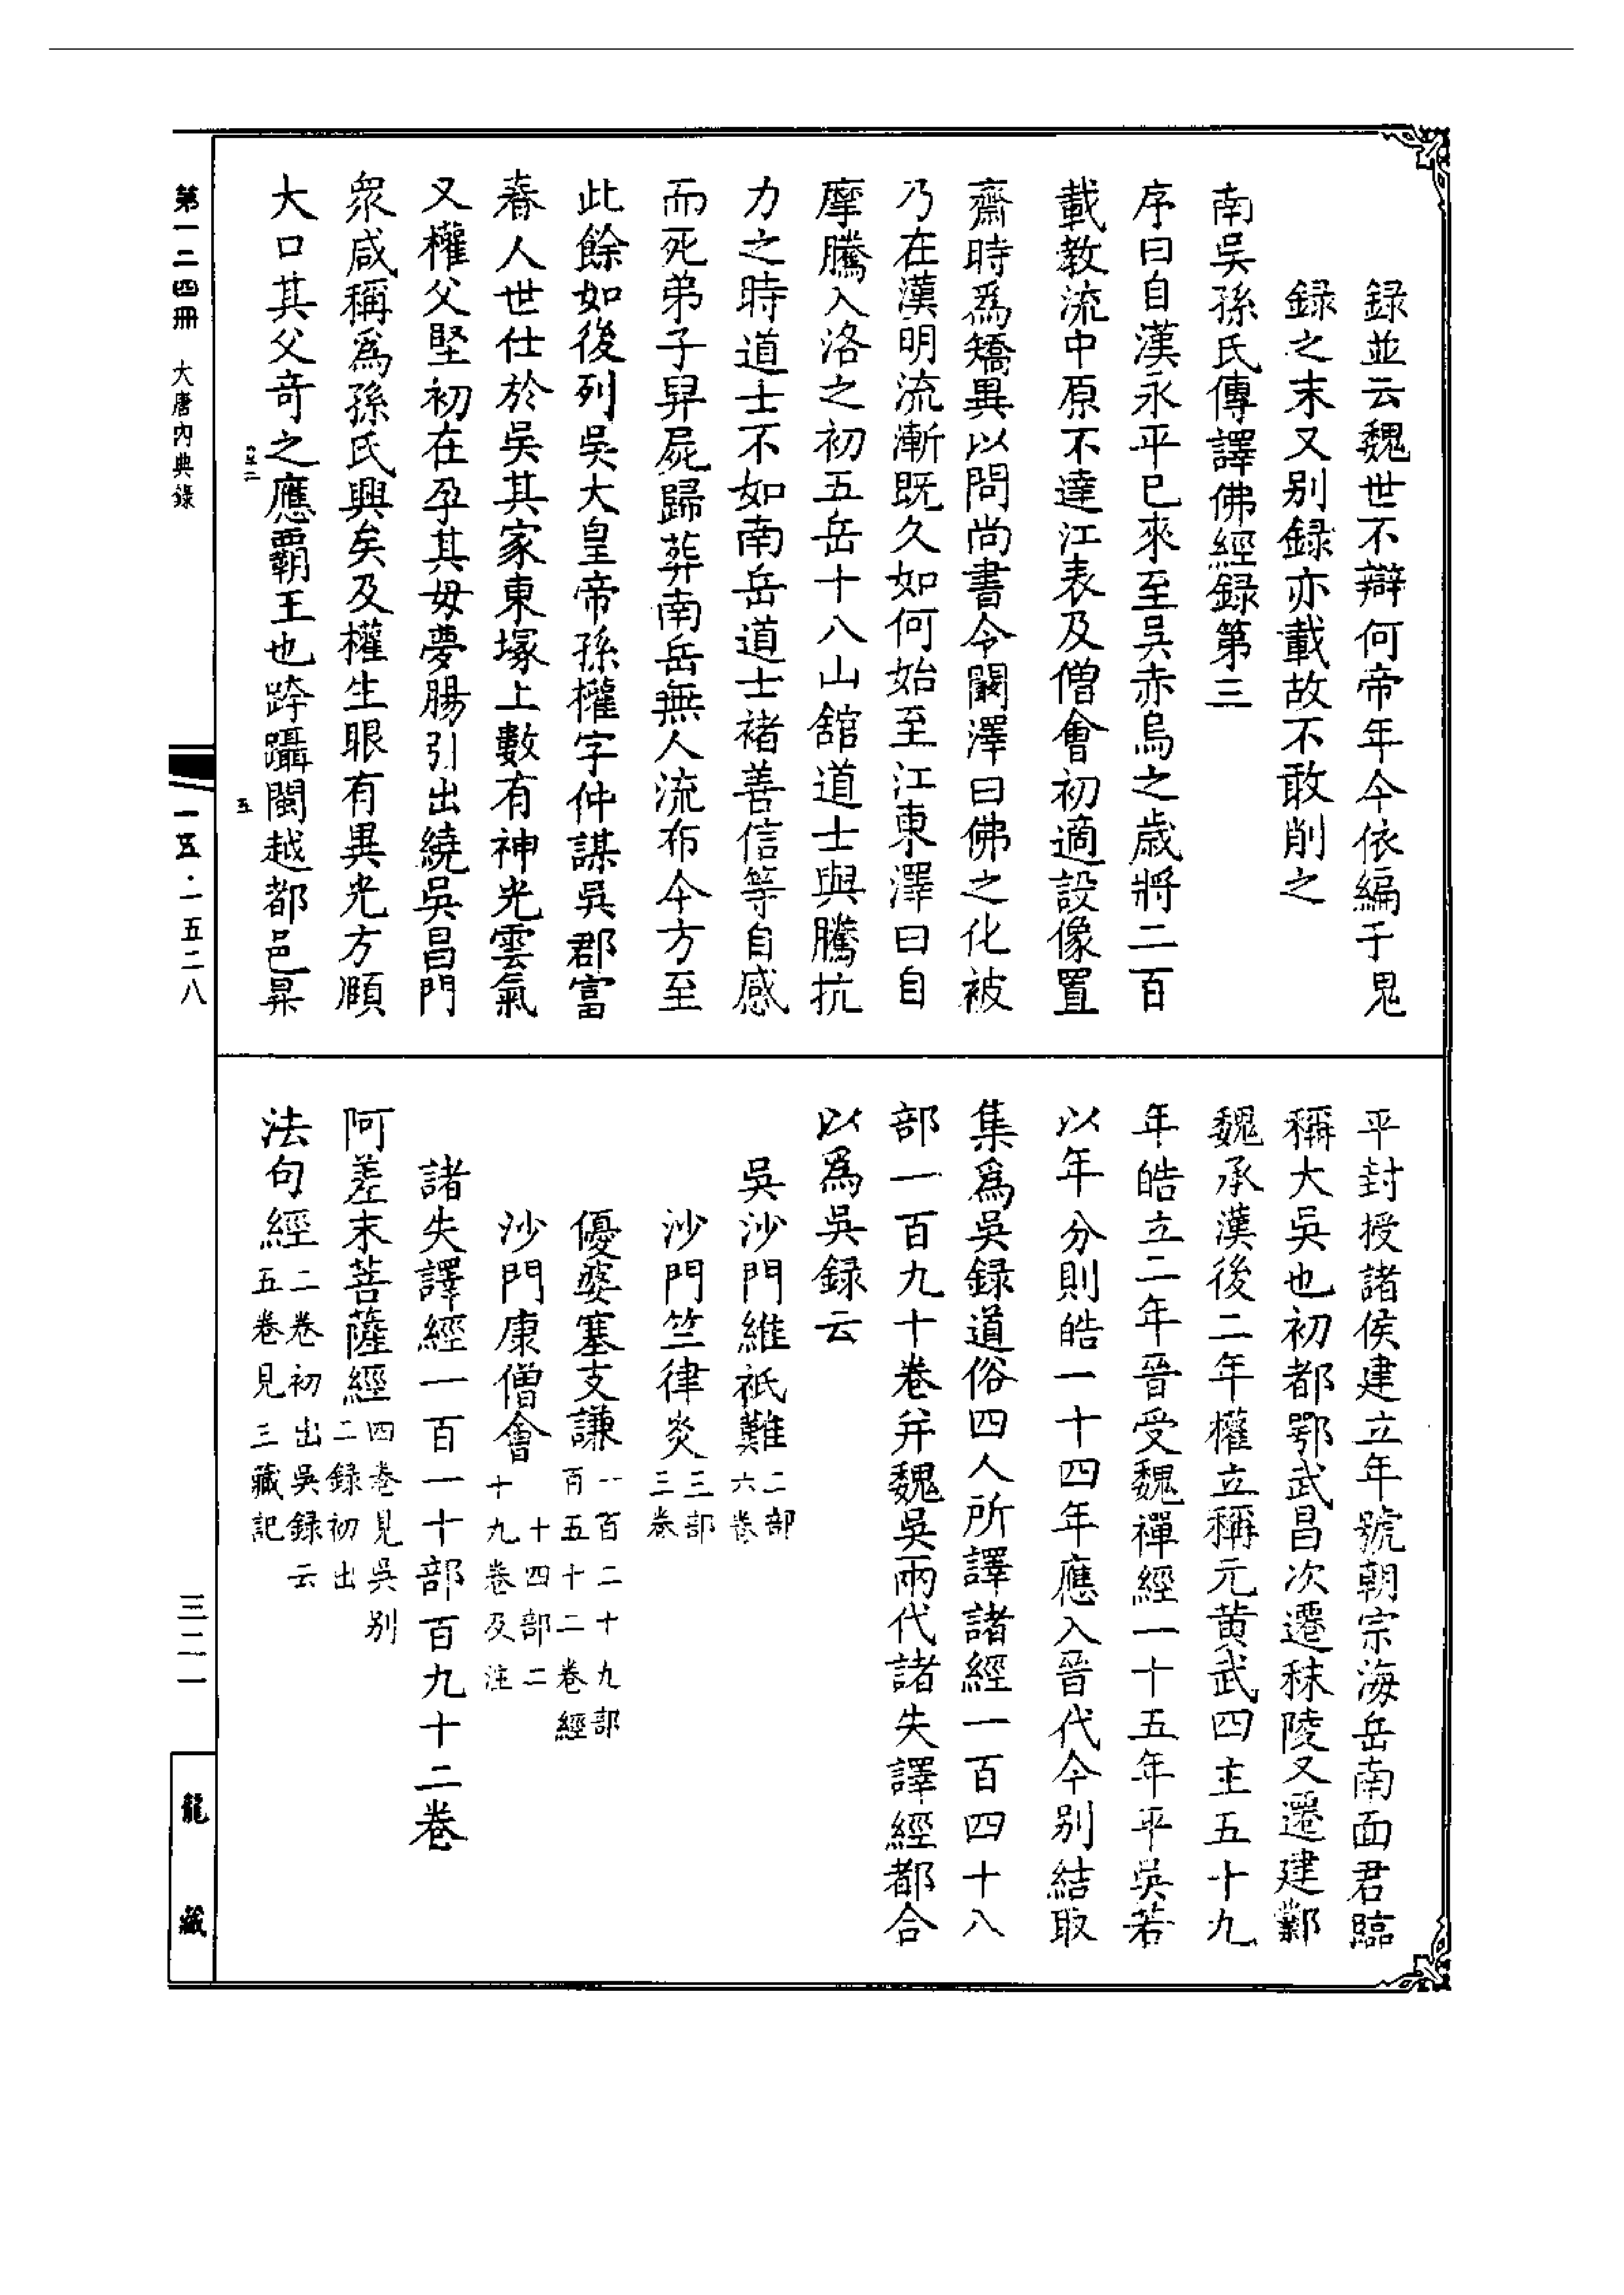 録並云魏世不辯何帝年今依編于鬼
録之末又别録亦載故不敢削之
南吳孫氏傳譯佛經録第三
序曰自漢永平已來至吳赤烏之歲將二百
載教流中原不達江表及僧會初適設像置
齋時爲矯異以問尚書令闞澤曰佛之化被
乃在漢明流漸既久如何始至江東澤曰自
摩騰入洛之初五岳十八山舘道士與騰抗
力之時道士不如南岳道士褚善信等自感
而死弟子舁屍歸葬南岳無人流布今方至
此餘如後列吳大皇帝孫權字仲謀吳郡富
春人世仕於吳其家東塚上數有神光雲氣
又權父堅初在孕其母夢腸引出繞吳昌門
衆咸稱爲孫氏興矣及權生眼有異光方頥
大口其父奇之應覇王也跨躡閩越都邑昇
平封授諸侯建立年號朝宗海岳南面君臨
稱大吳也初都鄂武昌次遷秣陵又遷建鄴
魏承漢後二年權立稱元黄武四主五十九
年皓立二年晉受魏禪經一十五年平吳若
以年分則皓一十四年應入晉代今别結取
集爲吳録道俗四人所譯諸經一百四十八
部一百九十卷并魏吳兩代諸失譯經都合
以爲吳録云
吳沙門維祇難二部六卷
沙門竺律炎三部三卷
優婆塞支謙一百二十九部百五十二卷經
沙門康僧會十四部二十九卷及注
諸失譯經一百一十部百九十二卷
阿差末菩薩經四卷見吳别二録初出
法句經二卷初出吳録云五卷見三藏記
第一二四冊 大唐內典錄
一五·一五二八
三二一
龍藏